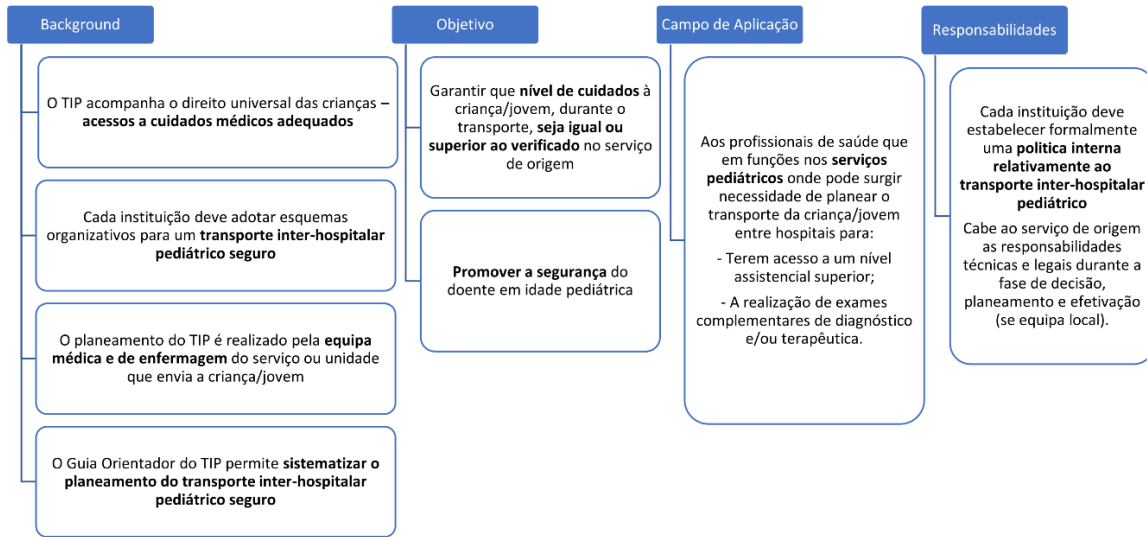 Background
O TIP acompanha o direito universal das crianças –
acessos a cuidados médicos adequados
Cada instituição deve adotar esquemas
organizativos para um transporte inter-hospitalar
pediátrico seguro
O planeamento do TIP é realizado pela equipa
médica e de enfermagem do serviço ou unidade
que envia a criança/jovem
O Guia Orientador do TIP permite sistematizar o
planeamento do transporte inter-hospitalar
pediátrico seguro
Objetivo
Garantir que nível de cuidados à
criança/jovem, durante o
transporte, seja igual ou
superior ao verificado no serviço
de origem
Promover a segurança do
doente em idade pediátrica
Campo de Aplicação
Aos profissionais de saúde que
em funções nos serviços
pediátricos onde pode surgir
necessidade de planear o
transporte da criança/jovem
entre hospitais para:
- Terem acesso a um nível
assistencial superior;
- A realização de exames
complementares de diagnóstico
e/ou terapêutica.
Responsabilidades
Cada instituição deve
estabelecer formalmente
uma politica interna
relativamente ao
transporte inter-hospitalar
pediátrico
Cabe ao serviço de origem
as responsabilidades
técnicas e legais durante a
fase de decisão,
planeamento e efetivação
(se equipa local).